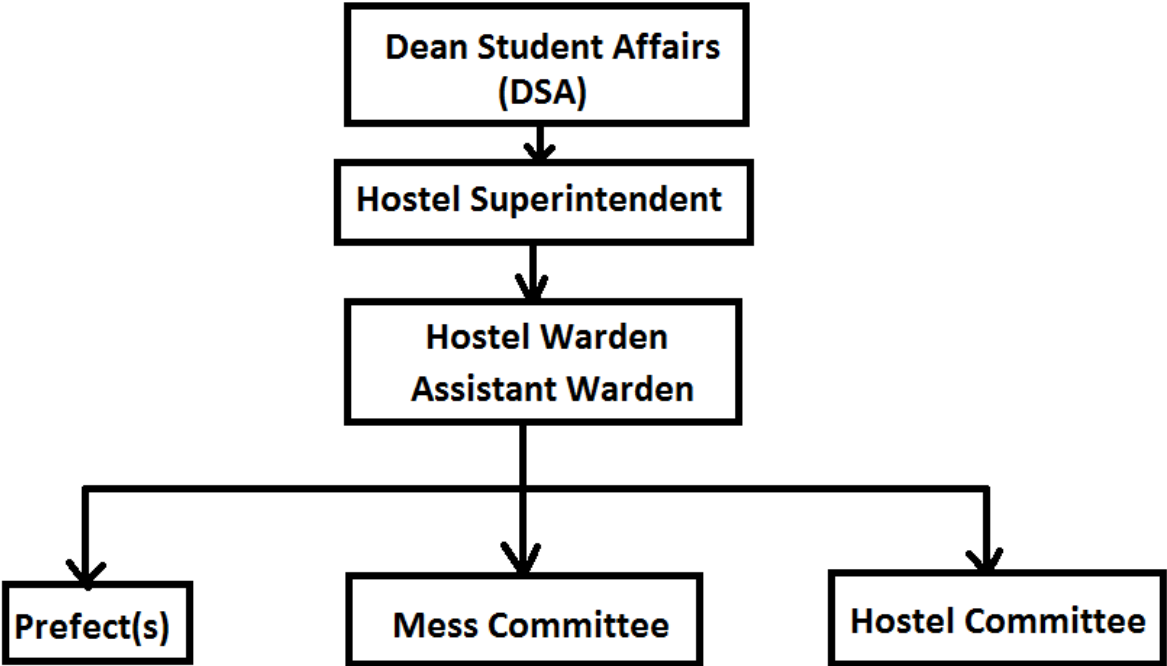 Dean Student Affairs
(DSA)
Hostel Superintendent
Hostel Warden
Assistant Warden
Prefect(s)
Mess Committee
Hostel Committee